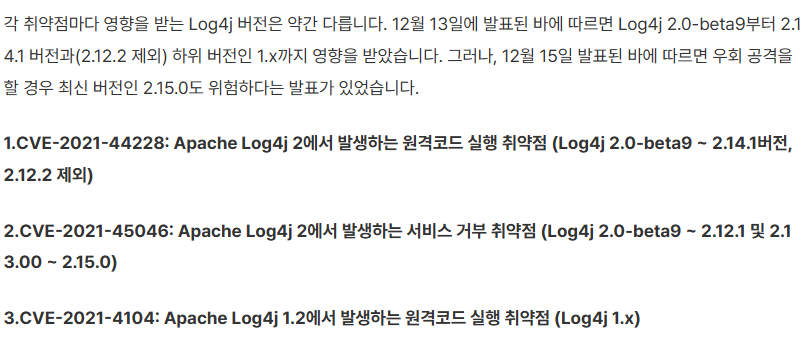 각 취약점마다 영향을 받는 Log4j 버전은 약간 다릅니다. 12월 13일에 발표된 바에 따르면 Log4j 2.0-beta9부터 2.1
4.1 버전과(2.12.2 제외) 하위 버전인 1.x까지 영향을 받았습니다. 그러나, 12월 15일 발표된 바에 따르면 우회 공격을
할 경우 최신 버전인 2.15.0도 위험하다는 발표가 있었습니다.
1.CVE-2021-44228: Apache Log4j 2에서 발생하는 원격코드 실행 취약점 (Log4j 2.0-beta9 ~ 2.14.1버전,
2.12.2 제외)
2.CVE-2021-45046: Apache Log4j 2에서 발생하는 서비스 거부 취약점 (Log4j 2.0-beta9 ~ 2.12.1 및 2.1
3.00 ~ 2.15.0)
3.CVE-2021-4104: Apache Log4j 1.2에서 발생하는 원격코드 실행 취약점 (Log4j 1.x)